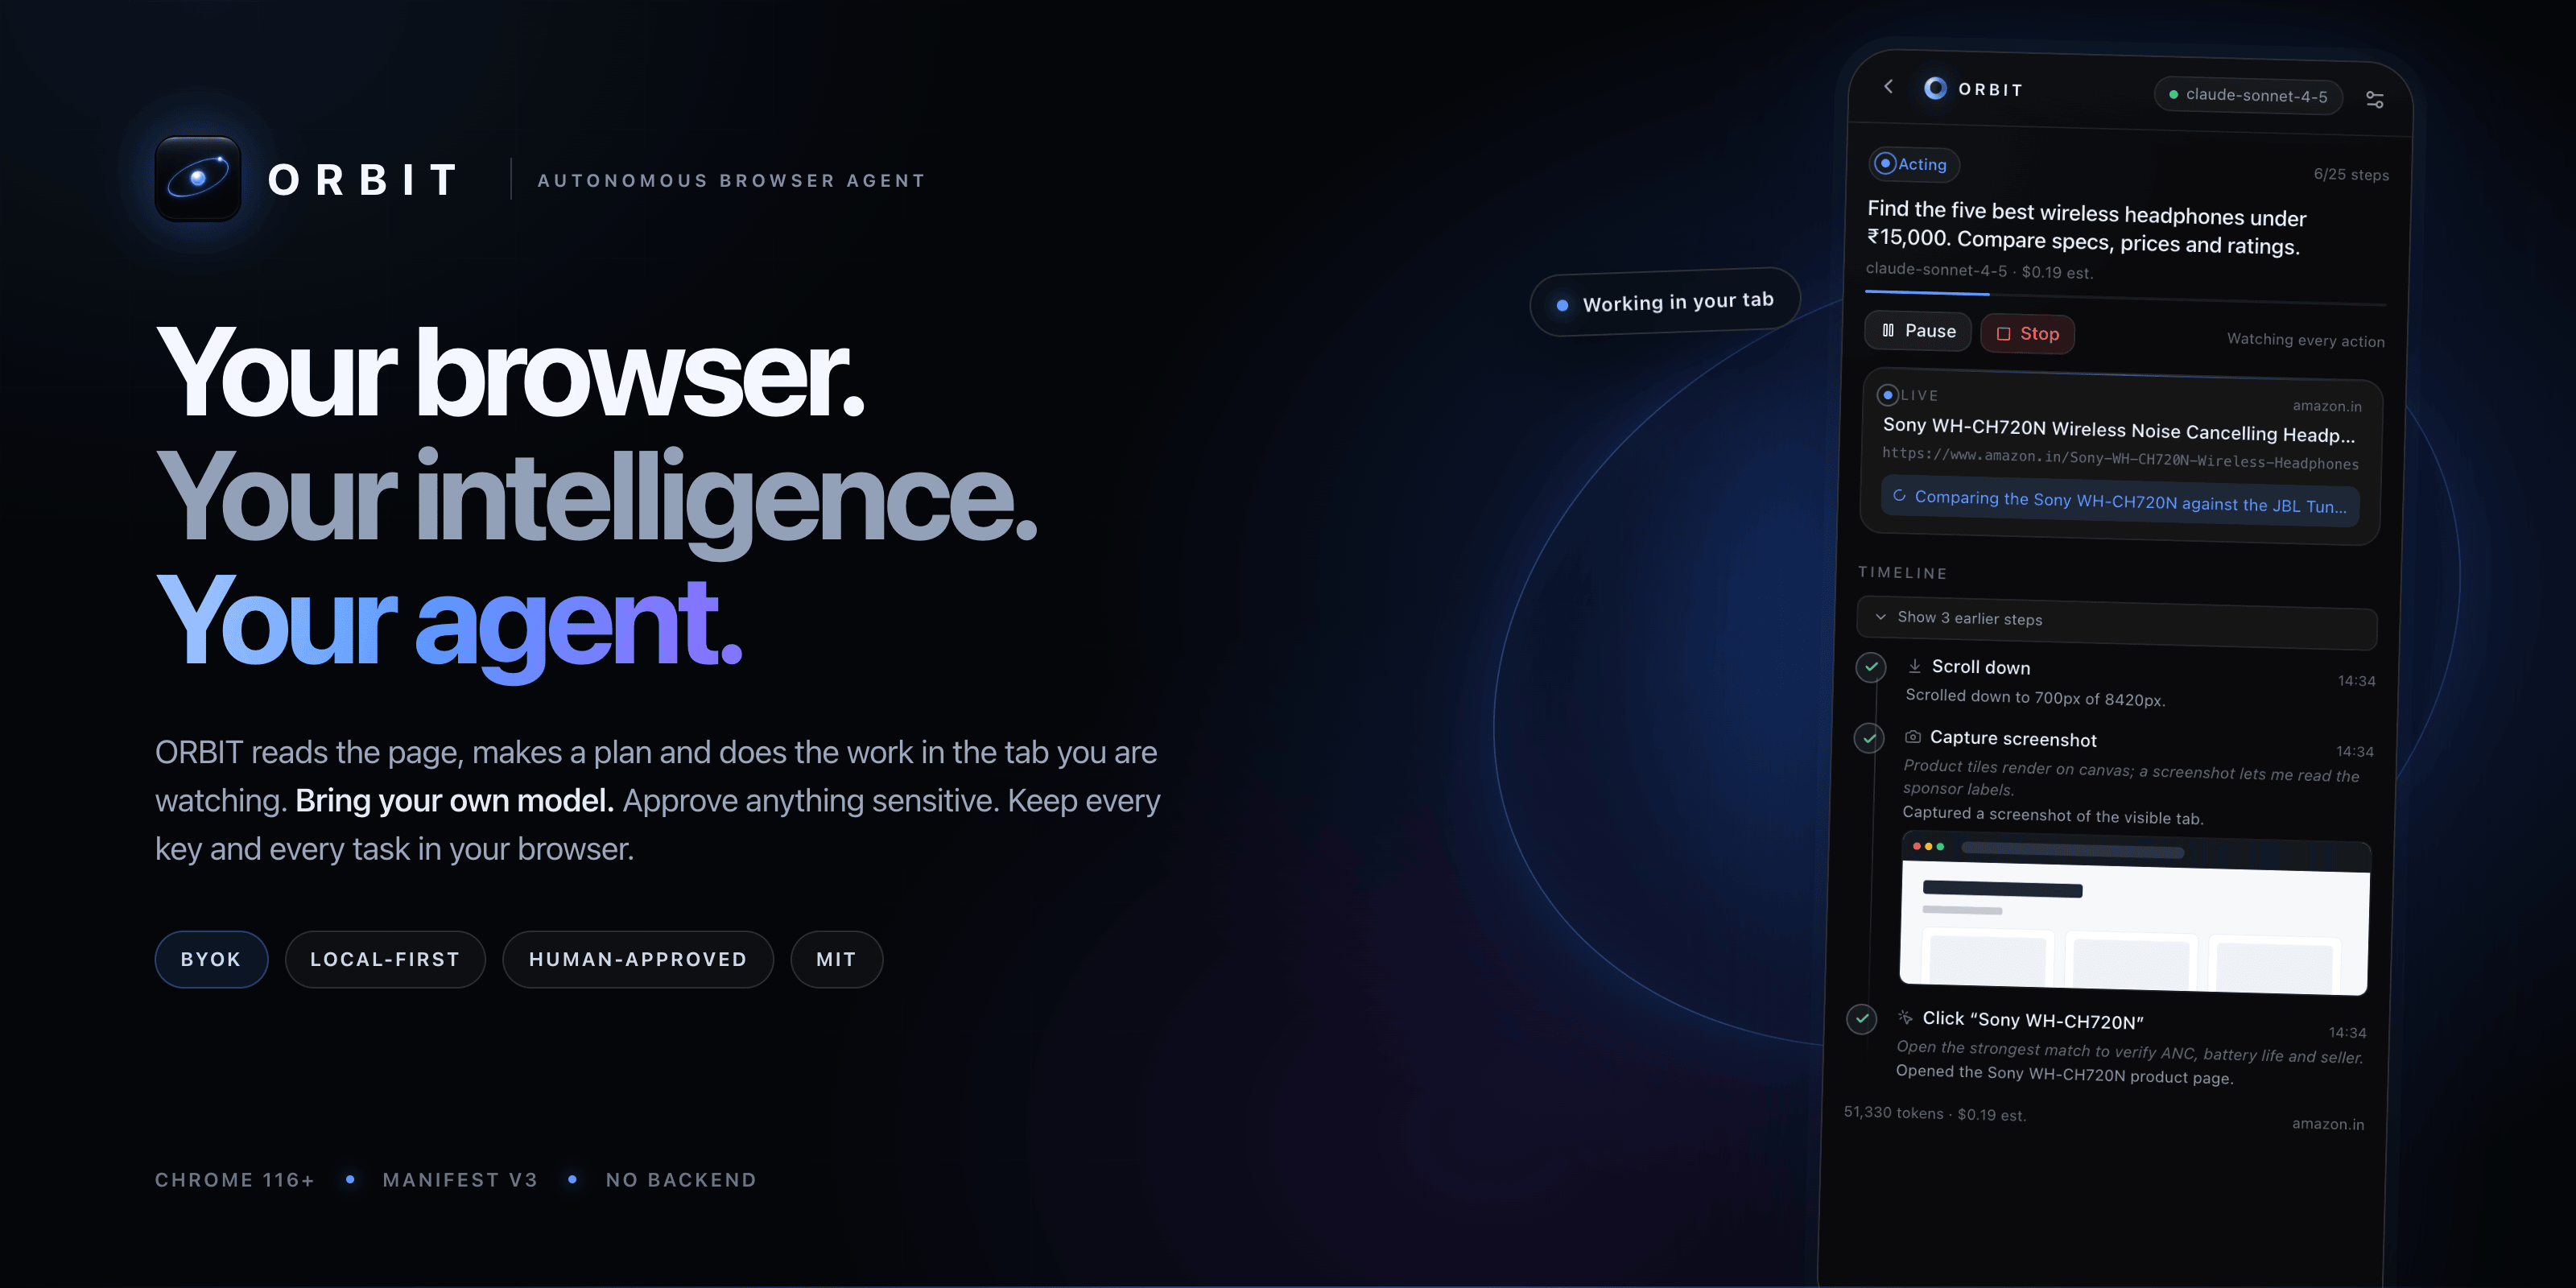 ORBIT
AUTONOMOUS BROWSER AGENT
Your browser.
Your intelligence.
Your agent.
ORBIT reads the page, makes a plan and does the work in the tab you are
watching. Bring your own model. Approve anything sensitive. Keep every
key and every task in your browser.
BYOK
LOCAL-FIRST
HUMAN-APPROVED
MIT
CHROME 116+
MANIFEST V3
NO BACKEND
Working in your tab
ORBIT
claude-sonnet-4-5
Acting
6/25 steps
Find the five best wireless headphones under
₹15,000. Compare specs, prices and ratings.
claude-sonnet-4-5 · $0.19 est.
Pause
Stop
Watching every action
LIVE
amazon.in
Sony WH-CH720N Wireless Noise Cancelling Headp...
https://www.amazon.in/Sony-WH-CH720N-Wireless-Headphones
Comparing the Sony WH-CH720N against the JBL Tun...
TIMELINE
Show 3 earlier steps
Scroll down
14:34
Scrolled down to 700px of 8420px.
Capture screenshot
14:34
Product tiles render on canvas; a screenshot lets me read the
sponsor labels.
Captured a screenshot of the visible tab.
Click “Sony WH-CH720N”
14:34
Open the strongest match to verify ANC, battery life and seller.
Opened the Sony WH-CH720N product page.
51,330 tokens · $0.19 est.
amazon.in